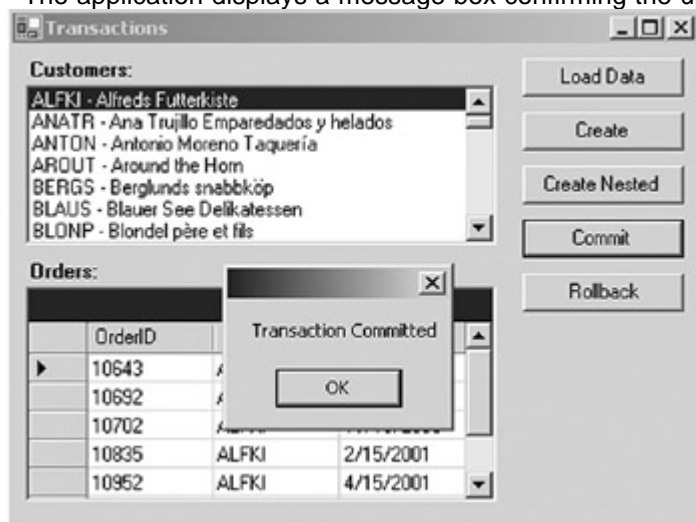 The application displays a message box confirming the
Transactions
Customers:
ALFKI - Alfreds Futterkiste
ANATR - Ana Trujillo Emparedados y helados
ANTON - Antonio Moreno Taquería
AROUT - Around the Horn
BERGS - Berglunds snabbköp
BLAUS - Blauer See Delikatessen
BLONP - Blondel père et fils
Load Data
Create
Create Nested
Commit
Rollback
Orders:
Transaction Committed
OK
OrderID
10643
10692
10702
10835 ALFKI 2/15/2001
10952 ALFKI 4/15/2001